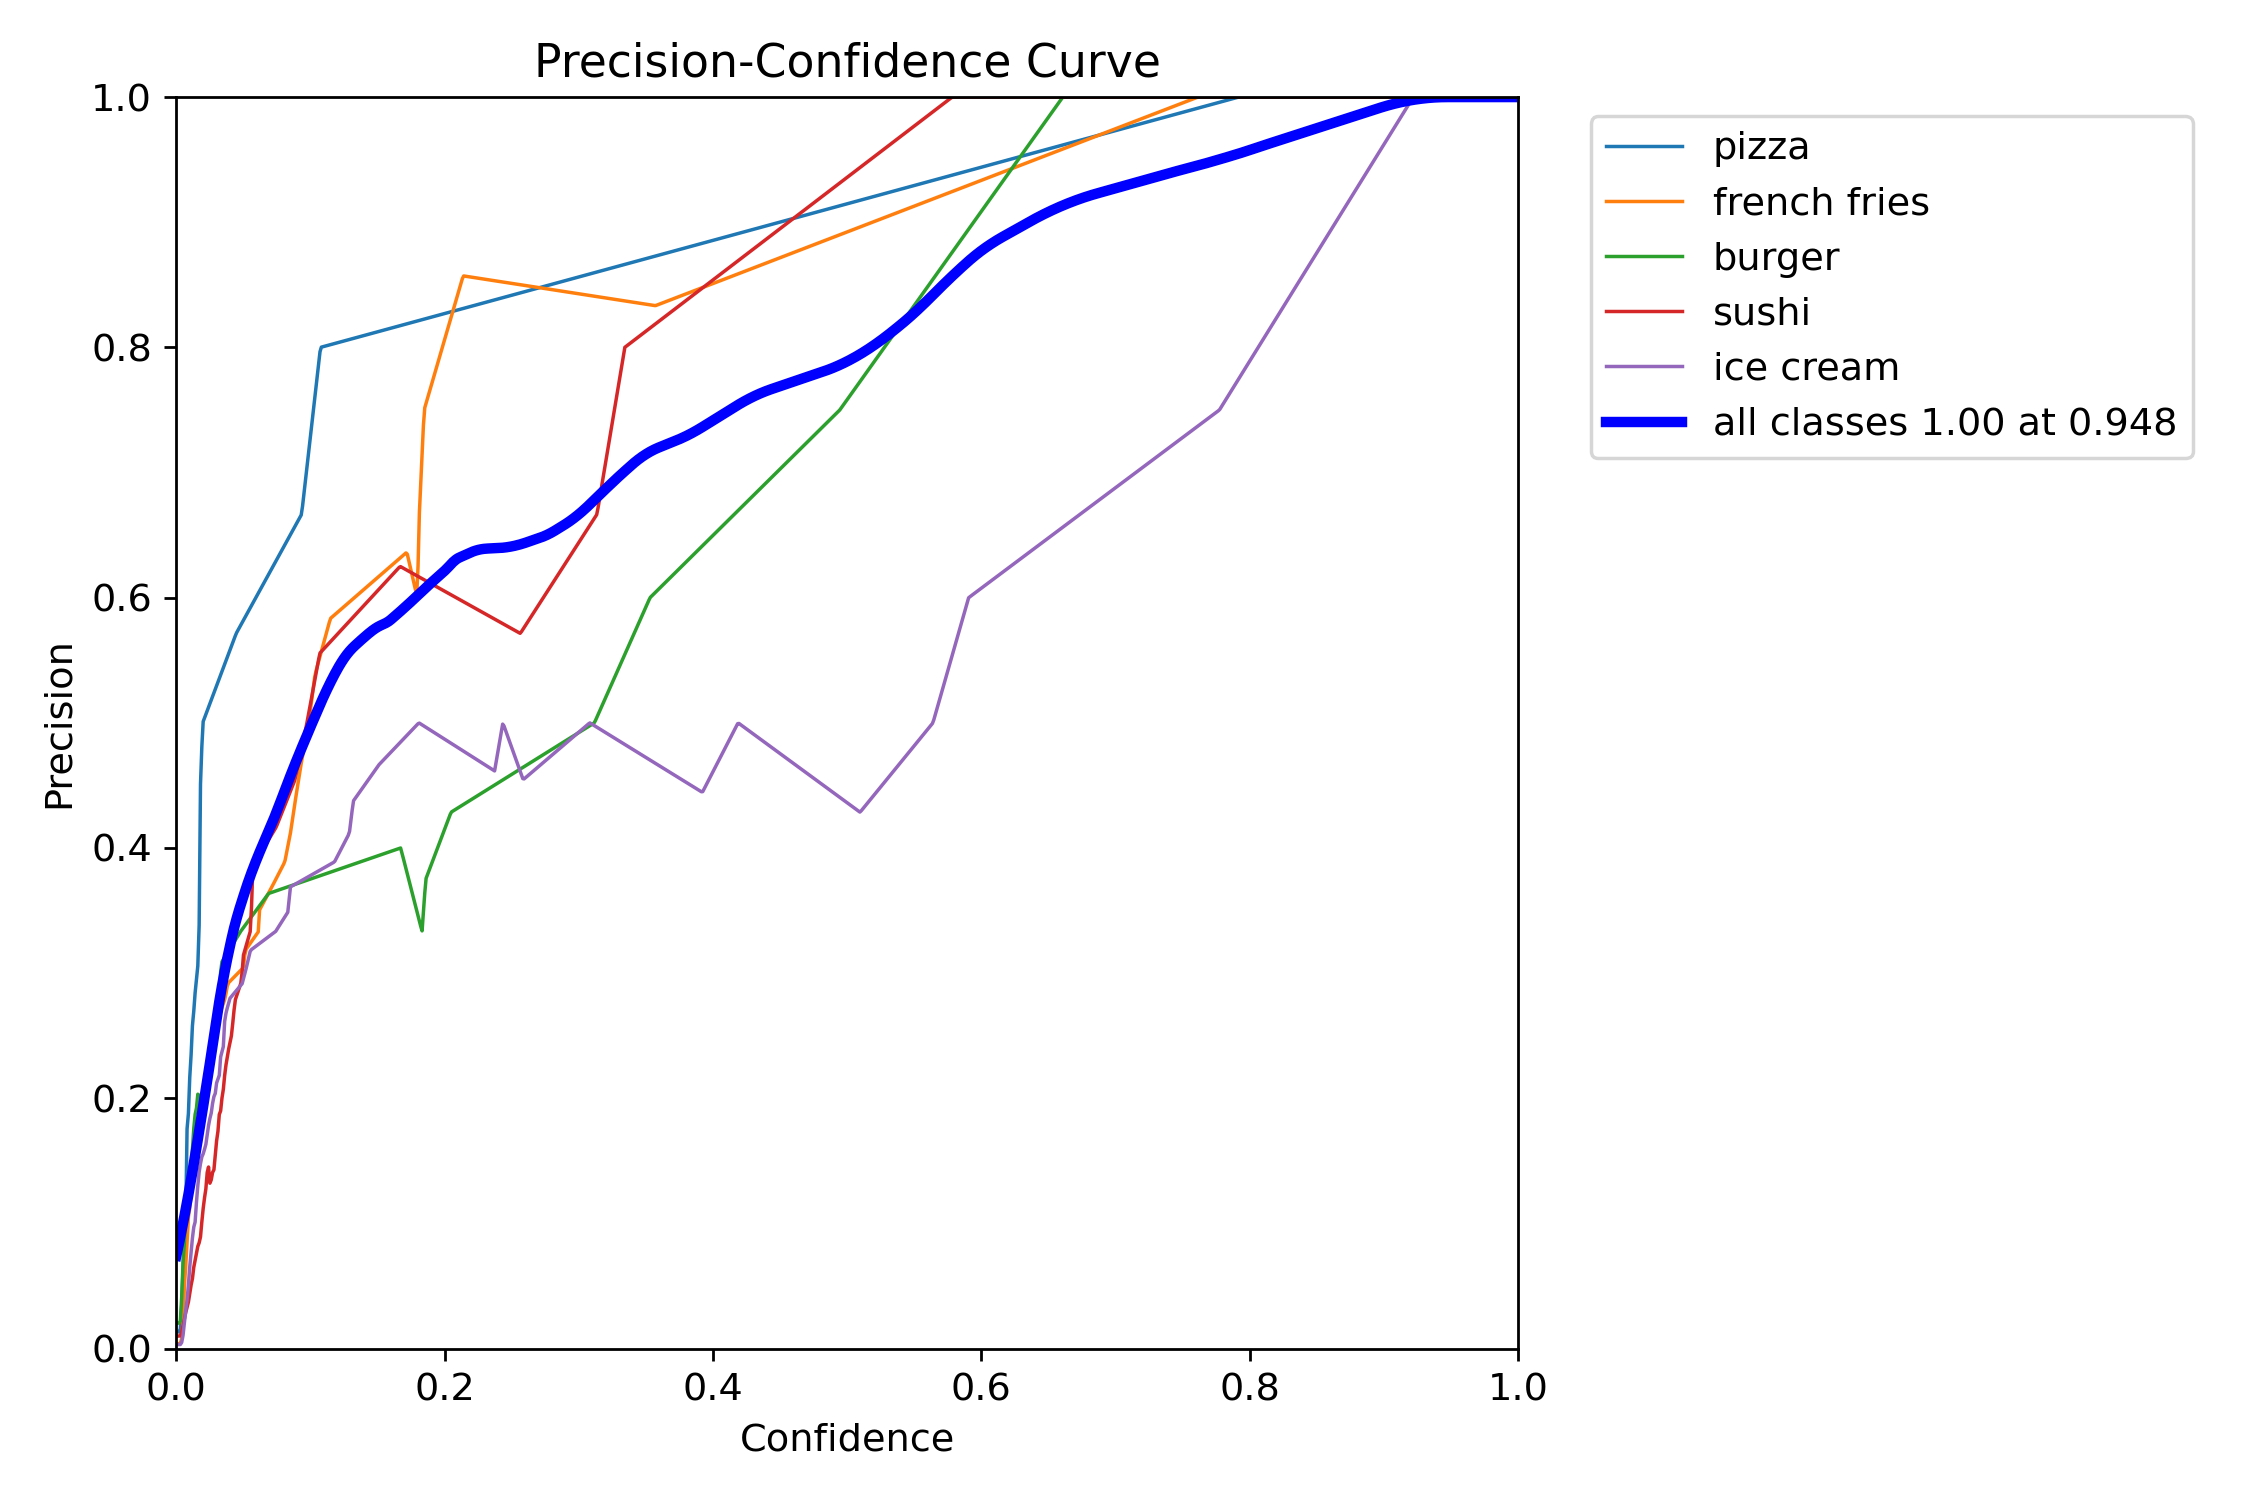 Precision-Confidence Curve
1.0
0.8
0.6
0.4
0.2
0.0
Precision
0.0 0.2 0.4 0.6 0.8 1.0
Confidence
pizza
french fries
burger
sushi
ice cream
all classes 1.00 at 0.948